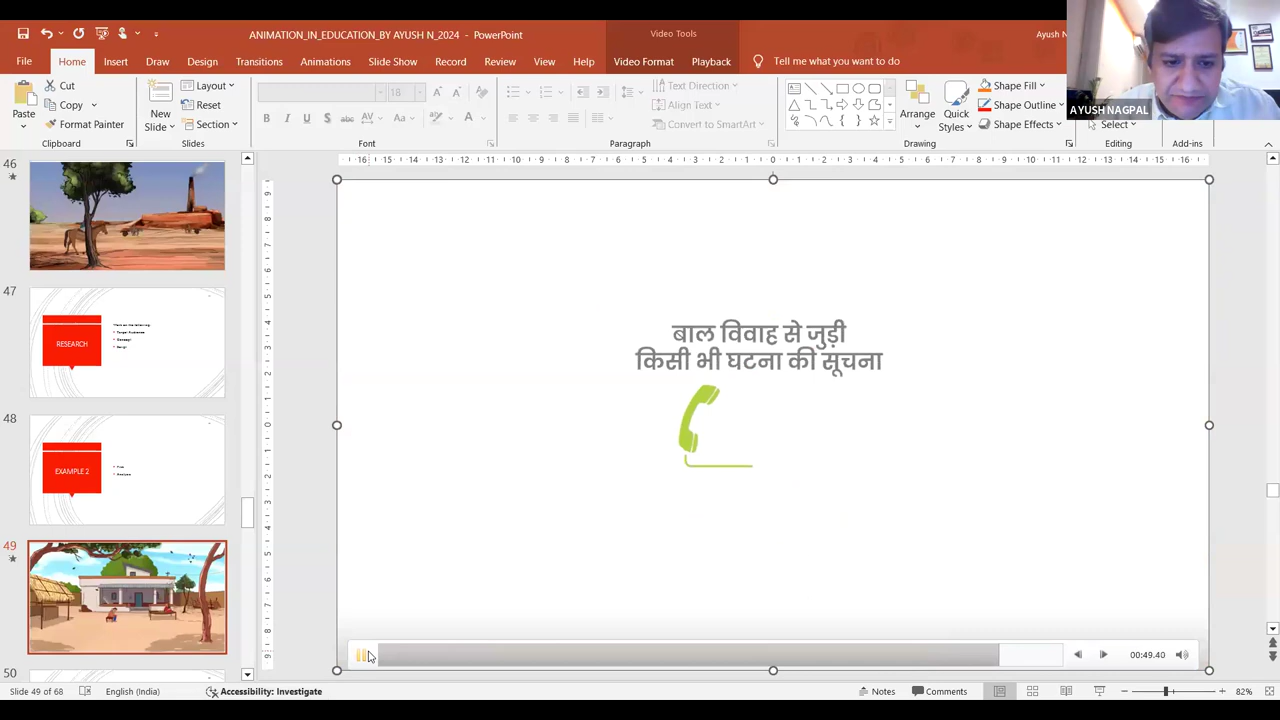 ANIMATION_IN_EDUCATION_BY AYUSH N_2024 - PowerPoint
Video Tools
Ayush N
File
Home
Insert
Draw
Design
Transitions
Animations
Slide Show
Record
Review
View
Help
Video Format
Playback
Tell me what you want to do
Paste
Cut
Copy
Format Painter
Clipboard
New
Slide
Layout
Reset
Section
Slides
18
Font
Text Direction
Align Text
Convert to SmartArt
Paragraph
Arrange
Quick
Styles
Shape Fill
Shape Outline
Shape Effects
Drawing
Select
Editing
Add-ins
AYUSH NAGPAL
46
47
RESEARCH
48
EXAMPLE 2
49
50
बाल विवाह से जुड़ी
किसी भी घटना की सूचना
00:49.40
Slide 49 of 68
English (India)
Accessibility: Investigate
Notes
Comments
82%